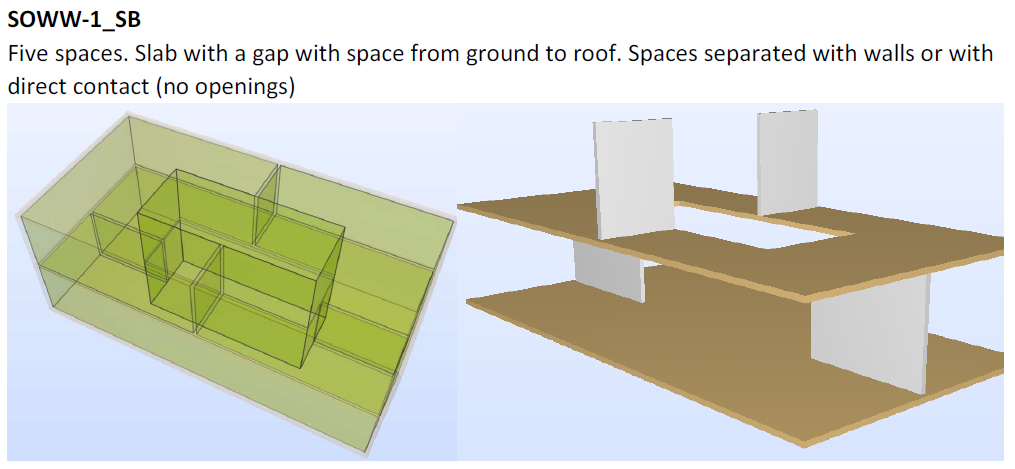 SOWW-1_SB
Five spaces. Slab with a gap with space from ground to roof. Spaces separated with walls or with
direct contact (no openings)